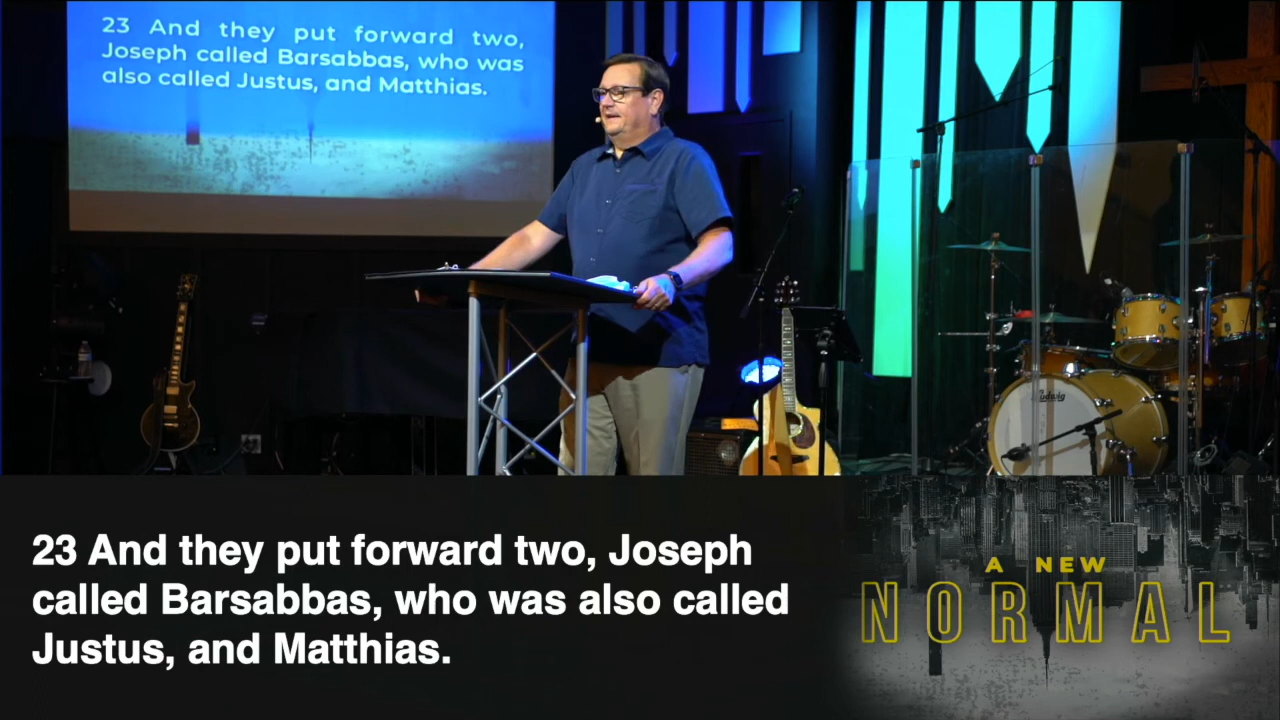 23 And they put forward two,
Joseph called Barsabbas, who was
also called Justus, and Matthias.
Ludwig
23 And they put forward two, Joseph
called Barsabbas, who was also called
Justus, and Matthias.
A NEW
NORMAL